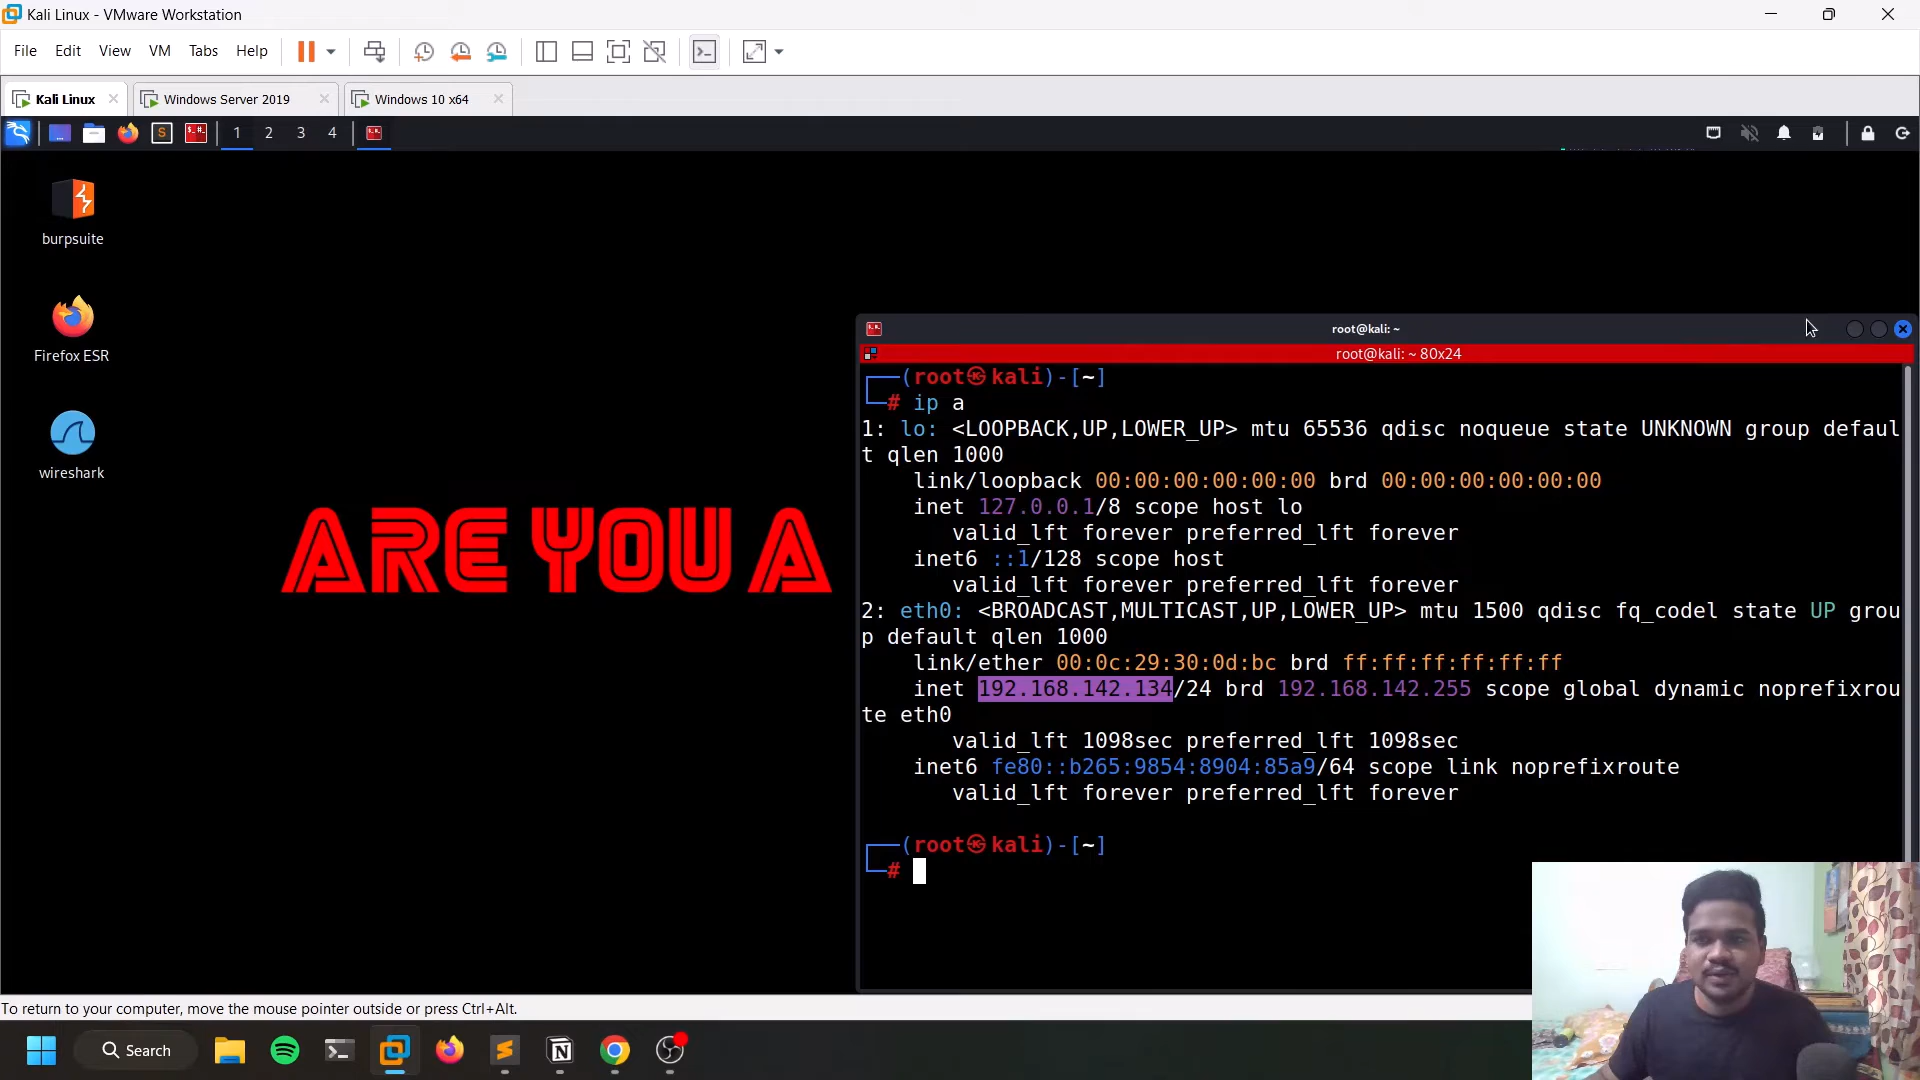 Kali Linux - VMware Workstation
File Edit View VM Tabs Help
Kali Linux Windows Server 2019 Windows 10 x64
1 2 3 4
burpsuite
Firefox ESR
wireshark
ARE YOU A
root@kali: ~
root@kali: ~ 80x24
┌──(root㉿kali)-[~]
└─# ip a
1: lo: <LOOPBACK,UP,LOWER_UP> mtu 65536 qdisc noqueue state UNKNOWN group defaul
t qlen 1000
link/loopback 00:00:00:00:00:00 brd 00:00:00:00:00:00
inet 127.0.0.1/8 scope host lo
valid_lft forever preferred_lft forever
inet6 ::1/128 scope host
valid_lft forever preferred_lft forever
2: eth0: <BROADCAST,MULTICAST,UP,LOWER_UP> mtu 1500 qdisc fq_codel state UP grou
p default qlen 1000
link/ether 00:0c:29:30:0d:bc brd ff:ff:ff:ff:ff:ff
inet 192.168.142.134/24 brd 192.168.142.255 scope global dynamic noprefixrou
te eth0
valid_lft 1098sec preferred_lft 1098sec
inet6 fe80::b265:9854:8904:85a9/64 scope link noprefixroute
valid_lft forever preferred_lft forever
┌──(root㉿kali)-[~]
└─#
To return to your computer, move the mouse pointer outside or press Ctrl+Alt.
Search